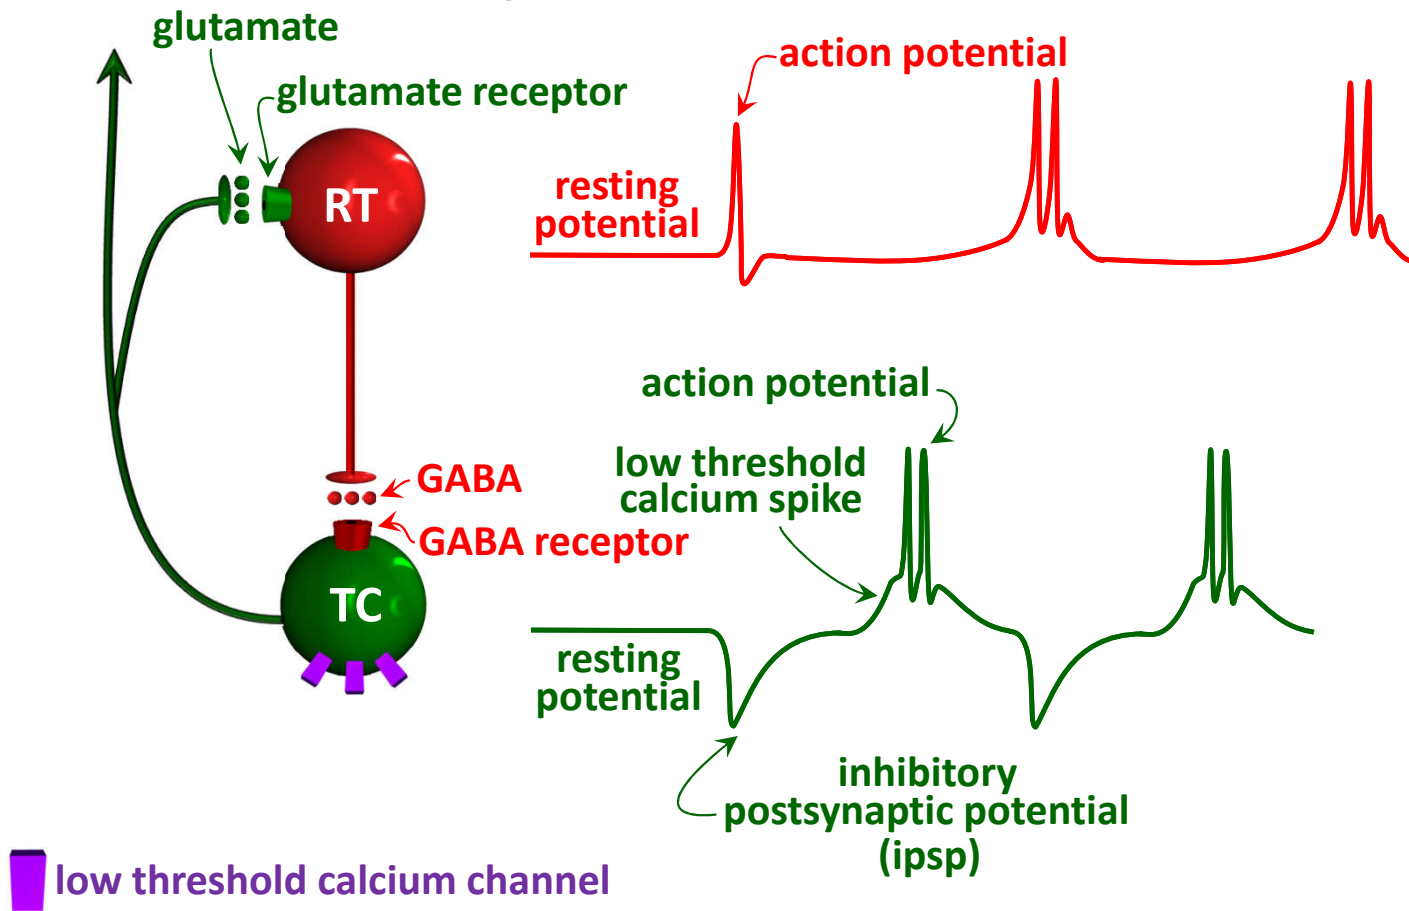 glutamate
glutamate receptor
RT
GABA
GABA receptor
TC
action potential
resting
potential
action potential
low threshold
calcium spike
resting
potential
inhibitory
postsynaptic potential
(ipsp)
low threshold calcium channel